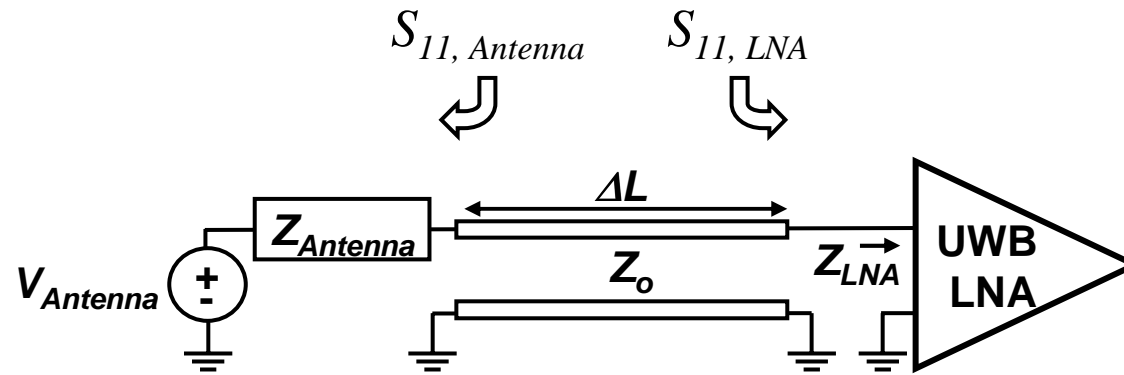 S11, Antenna
S11, LNA
ΔL
ZAntenna
Zo
ZLNA
UWB
LNA
VAntenna
+
-